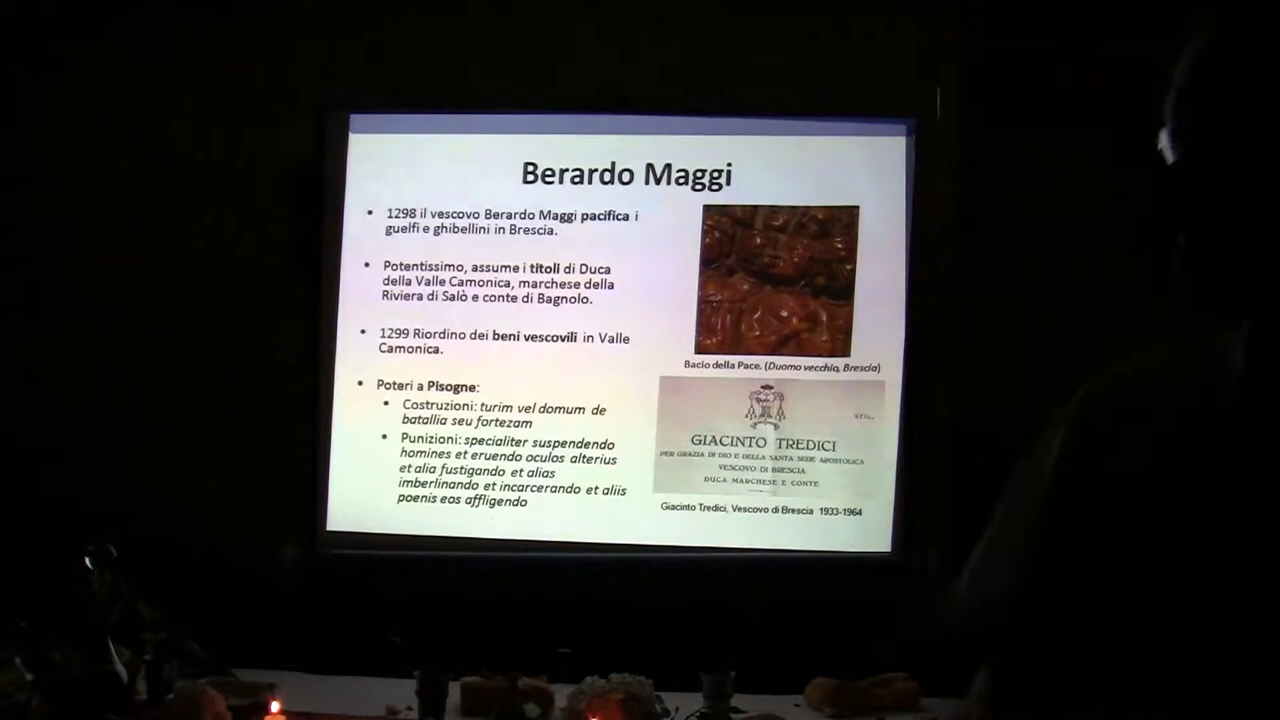 Berardo Maggi
• 1298 il vescovo Berardo Maggi pacifica i
guelfi e ghibellini in Brescia.
• Potentissimo, assume i titoli di Duca
della Valle Camonica, marchese della
Riviera di Salò e conte di Bagnolo.
• 1299 Riordino dei beni vescovili in Valle
Camonica.
• Poteri a Pisogne:
• Costruzioni: turim vel domum de
batallia seu fortezam
• Punizioni: specialiter suspendendo
homines et eruendo oculos alterius
et alia fustigando et alias
imberlinando et incarcerando et aliis
poenis eos affligendo
Bacio della Pace. (Duomo vecchio, Brescia)
GIACINTO TREDICI
PER GRAZIA DI DIO E DELLA SANTA SEDE APOSTOLICA
VESCOVO DI BRESCIA
DUCA MARCHESE E CONTE
Giacinto Tredici, Vescovo di Brescia 1933-1964